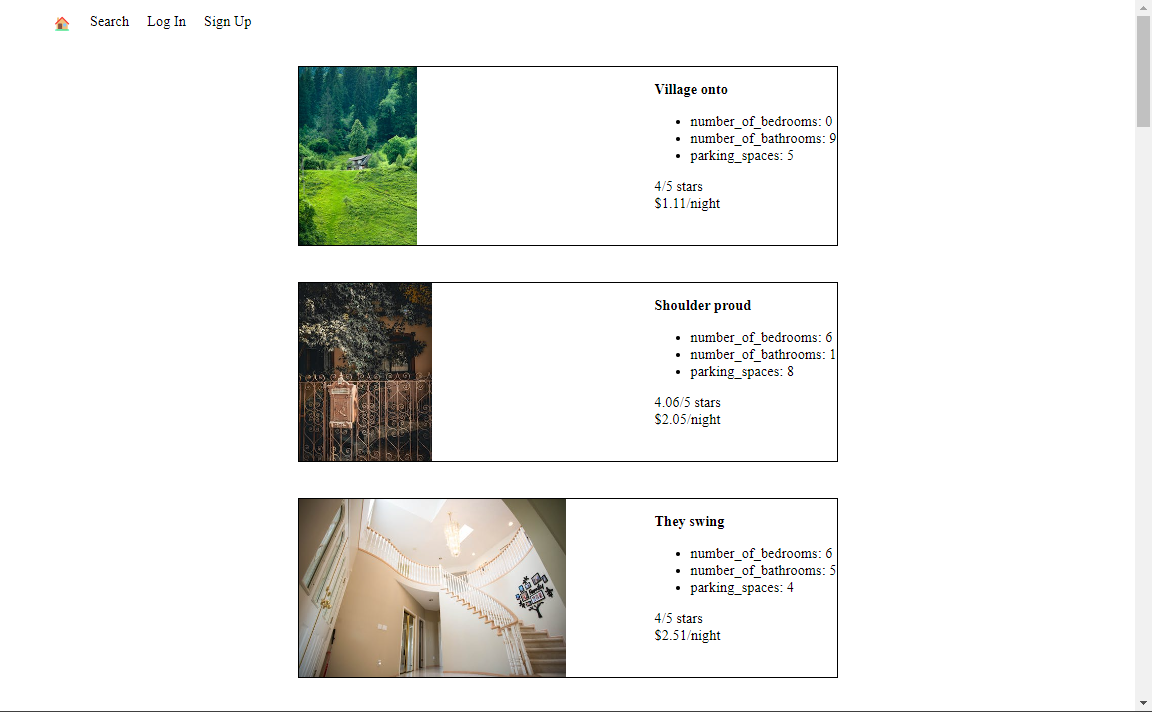 Search Log In Sign Up
Village onto
number_of_bedrooms: 0
number_of_bathrooms: 9
parking_spaces: 5
4/5 stars
$1.11/night
Shoulder proud
number_of_bedrooms: 6
number_of_bathrooms: 1
parking_spaces: 8
4.06/5 stars
$2.05/night
They swing
number_of_bedrooms: 6
number_of_bathrooms: 5
parking_spaces: 4
4/5 stars
$2.51/night